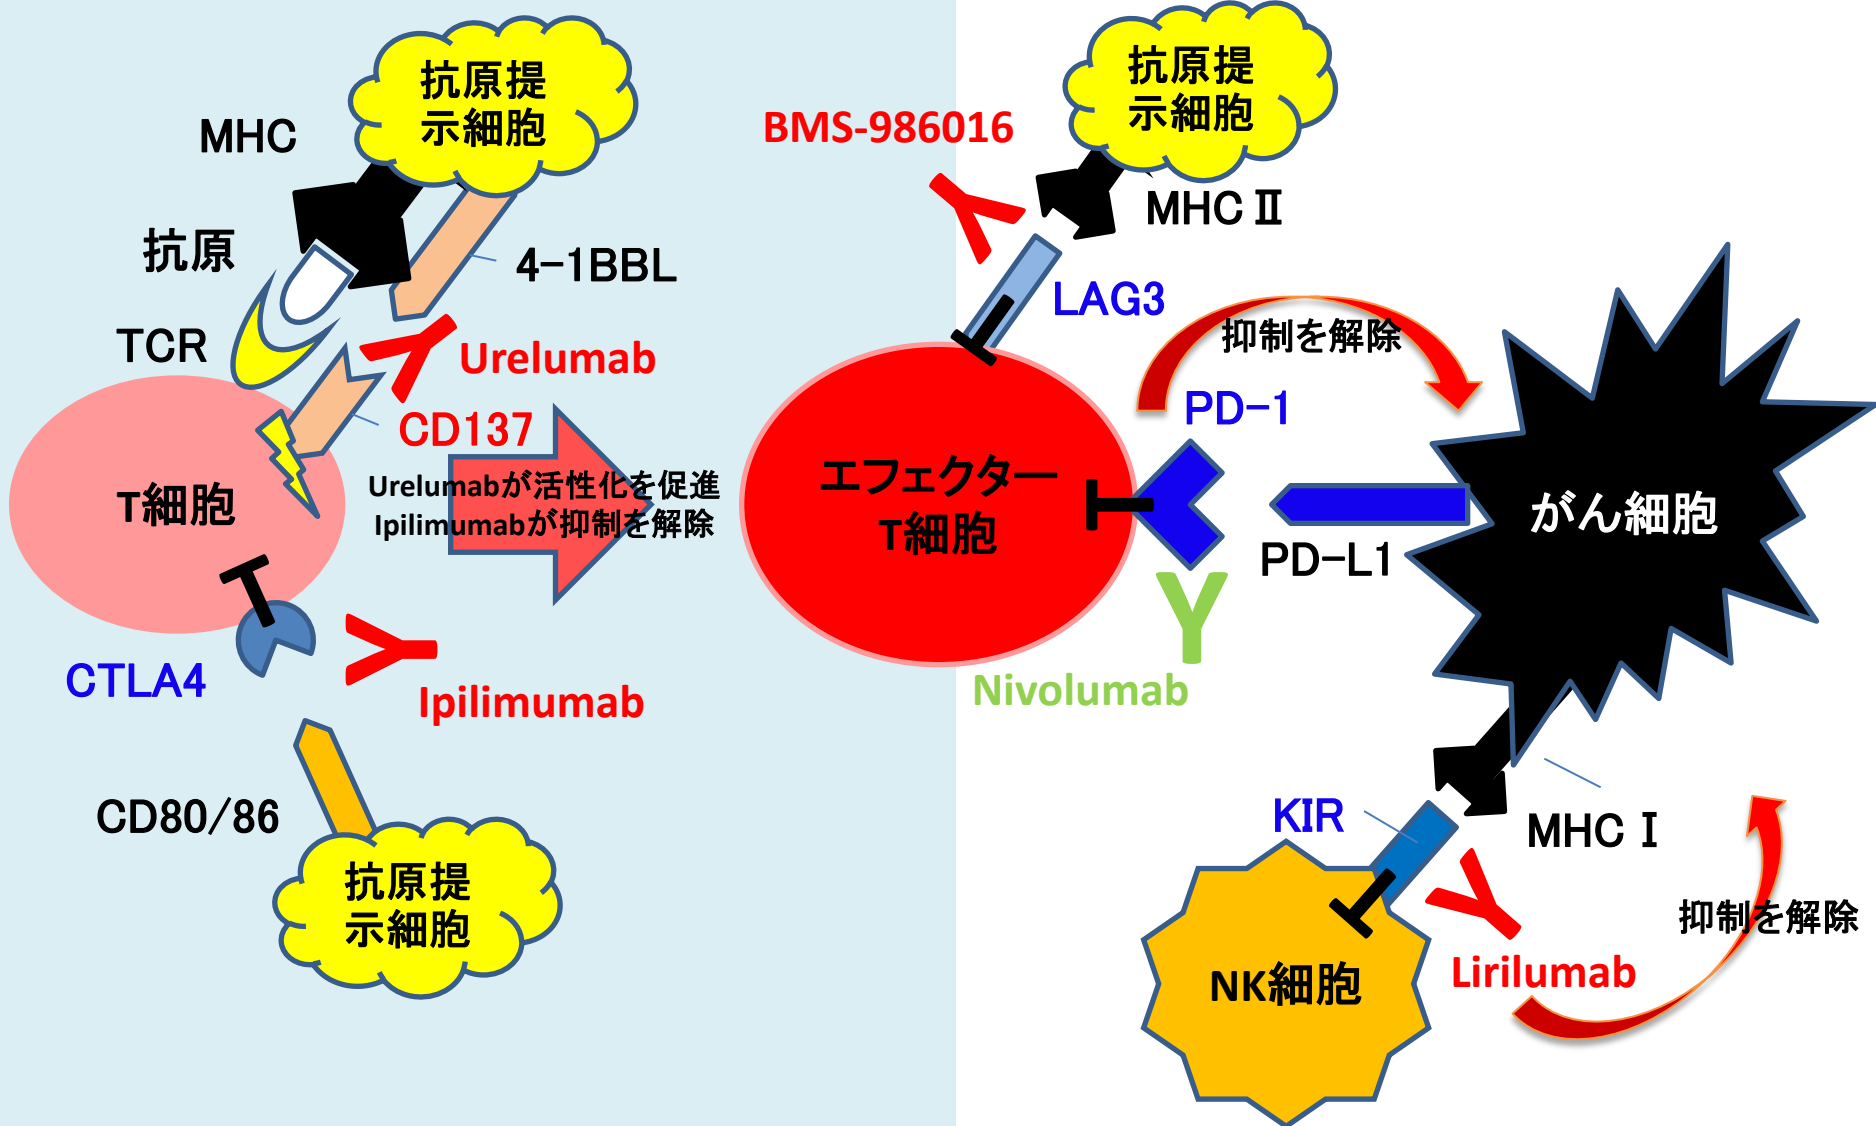 抗原提
示細胞
MHC
抗原
4-1BBL
TCR
Urelumab
CD137
T細胞
Urelumabが活性化を促進
Ipilimumabが抑制を解除
CTLA4
Ipilimumab
CD80/86
抗原提
示細胞
抗原提
示細胞
BMS-986016
MHCⅡ
LAG3
抑制を解除
PD-1
エフェクター
T細胞
がん細胞
PD-L1
Nivolumab
KIR
MHCⅠ
抑制を解除
Lirilumab
NK細胞